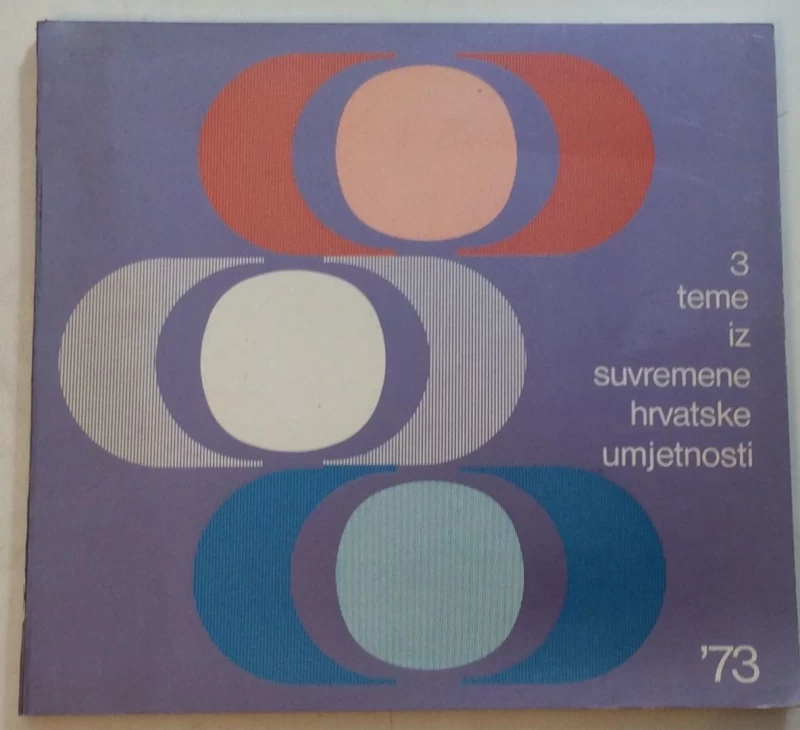 3
teme
iz
suvremene
hrvatske
umjetnosti
'73